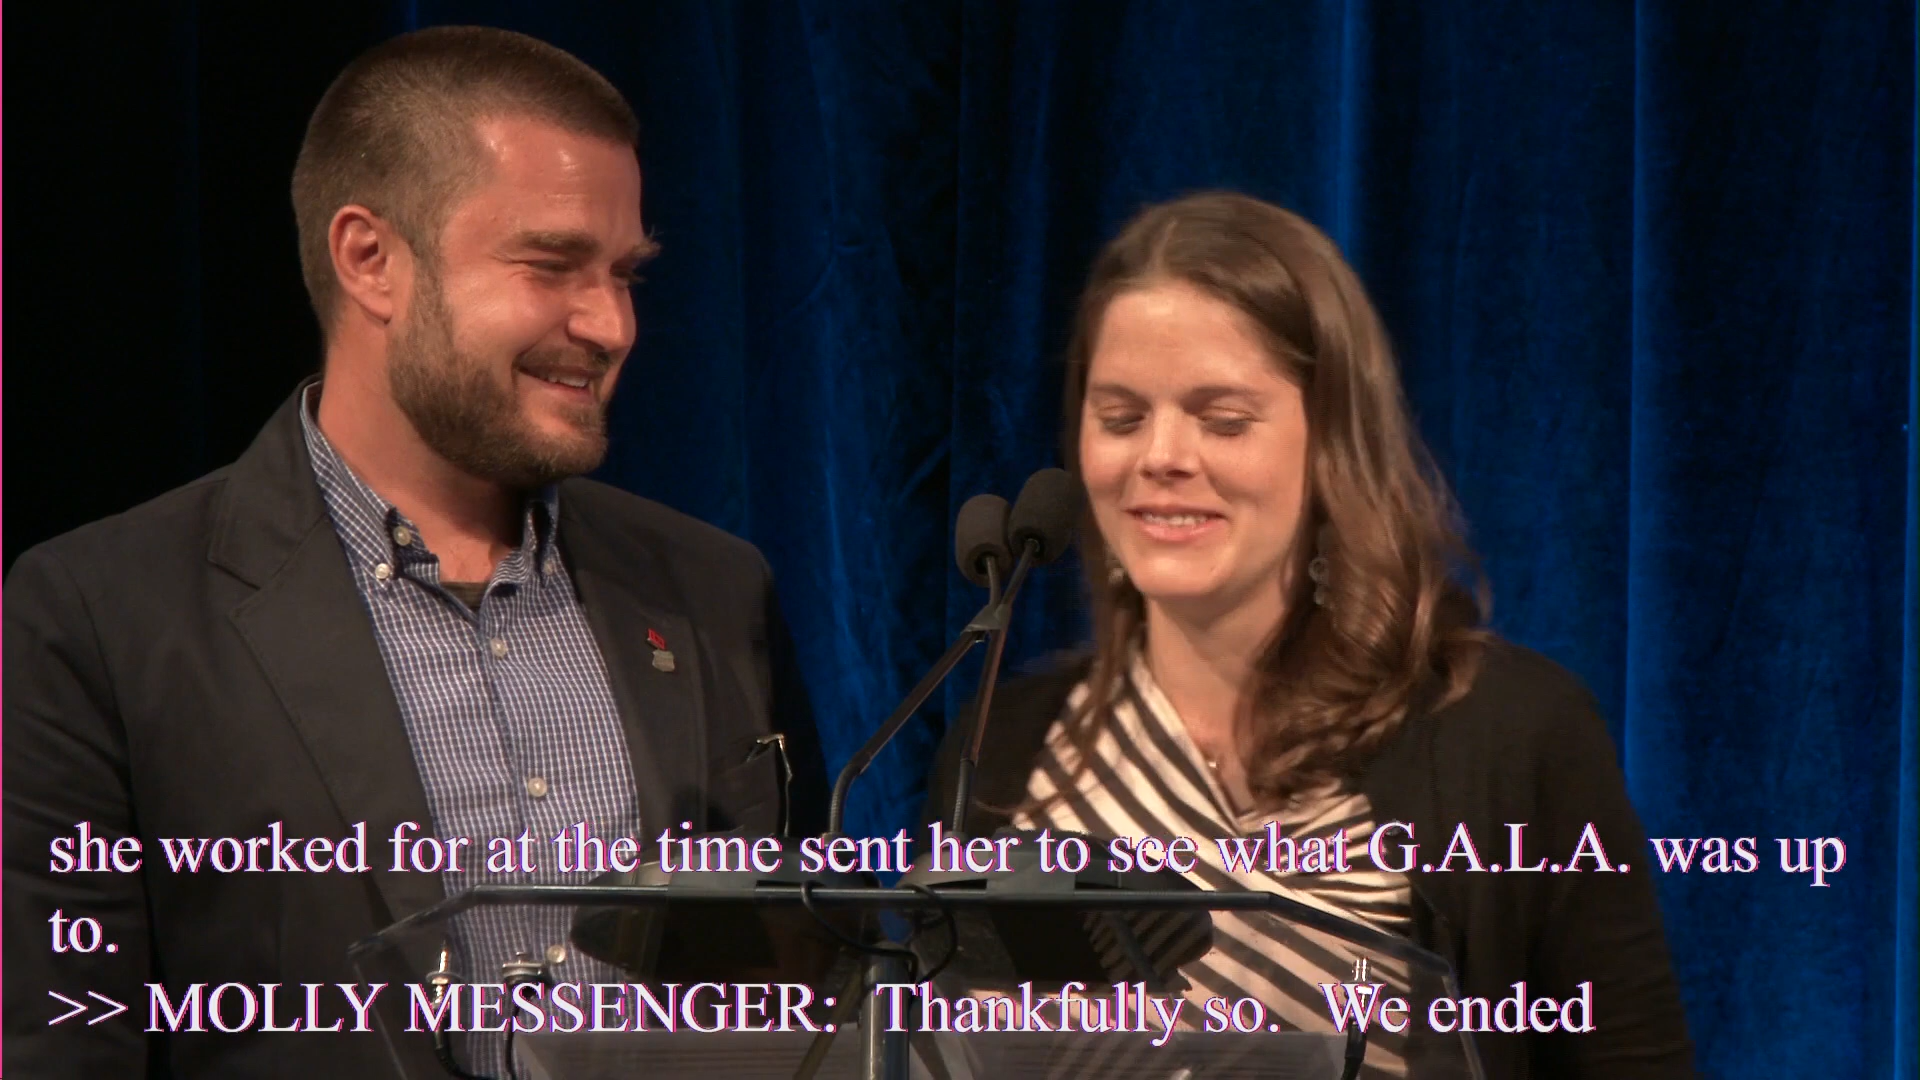 she worked for at the time sent her to see what G.A.L.A. was up
to.
>> MOLLY MESSENGER:  Thankfully so.  We ended